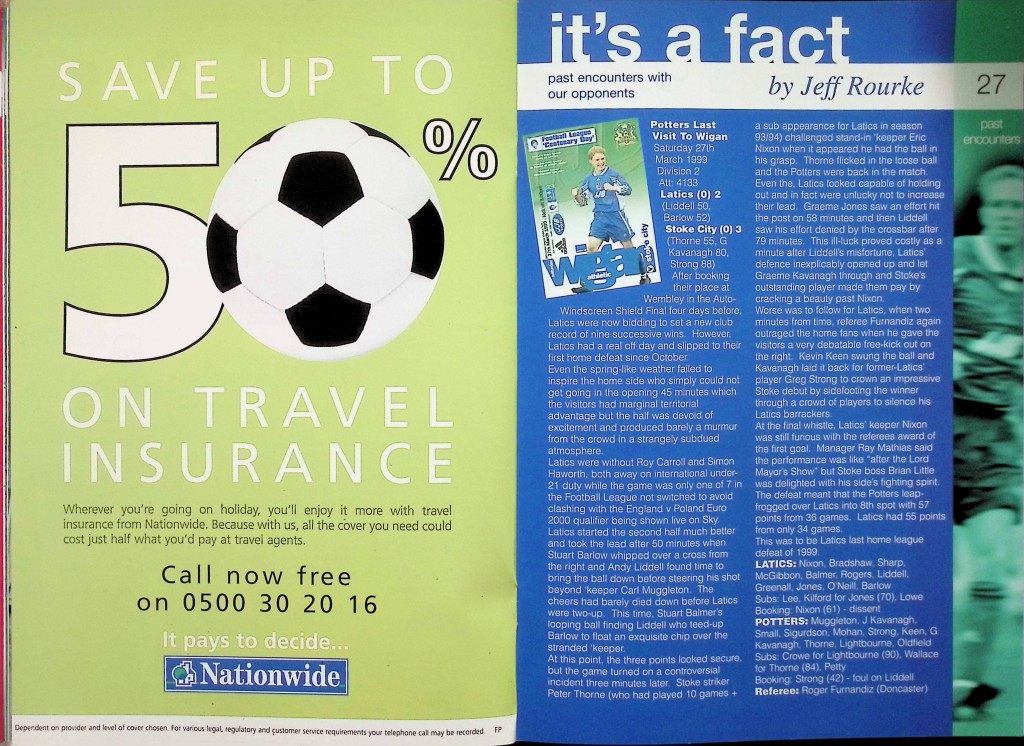 SAVE UP TO
50%
ON TRAVEL
INSURANCE
Wherever you're going on holiday, you'll enjoy it more with travel
insurance from Nationwide. Because with us, all the cover you need could
cost just half what you'd pay at travel agents.
Call now free
on 0500 30 20 16
It pays to decide...
Nationwide
Dependent on provider and level of cover chosen. For various legal, regulatory and customer service requirements your telephone call may be recorded. FP
it's a fact
past encounters with
our opponents
by Jeff Rourke
27
past
encounters
Football League
'Centenary Day'
wigan
athletic
stoke city
Potters Last
Visit To Wigan
Saturday 27th
March 1999
Division 2
Att: 4133
Latics (0) 2
(Liddell 50,
Barlow 52)
Stoke City (0) 3
(Thorne 55, G
Kavanagh 80,
Strong 88)
After booking
their place at
Wembley in the Auto-
Windscreen Shield Final four days before,
Latics were now bidding to set a new club
record of nine successive wins. However,
Latics had a real off day and slipped to their
first home defeat since October.
Even the spring-like weather failed to
inspire the home side who simply could not
get going in the opening 45 minutes which
the visitors had marginal territorial
advantage but the half was devoid of
excitement and produced barely a murmur
from the crowd in a strangely subdued
atmosphere.
Latics were without Roy Carroll and Simon
Haworth, both away on international under-
21 duty while the game was only one of 7 in
the Football League not switched to avoid
clashing with the England v Poland Euro
2000 qualifier being shown live on Sky.
Latics started the second half much better
and took the lead after 50 minutes when
Stuart Barlow whipped over a cross from
the right and Andy Liddell found time to
bring the ball down before steering his shot
beyond 'keeper Carl Muggleton. The
cheers had barely died down before Latics
were two-up. This time, Stuart Balmer's
looping ball finding Liddell who teed-up
Barlow to float an exquisite chip over the
stranded 'keeper.
At this point, the three points looked secure,
but the game turned on a controversial
incident three minutes later. Stoke striker
Peter Thorne (who had played 10 games +
a sub appearance for Latics in season
93/94) challenged stand-in 'keeper Eric
Nixon when it appeared he had the ball in
his grasp. Thorne flicked in the loose ball
and the Potters were back in the match.
Even the, Latics looked capable of holding
out and in fact were unlucky not to increase
their lead. Graeme Jones saw an effort hit
the post on 58 minutes and then Liddell
saw his effort denied by the crossbar after
79 minutes. This ill-luck proved costly as a
minute after Liddell's misfortune, Latics'
defence inexplicably opened up and let
Graeme Kavanagh through and Stoke's
outstanding player made them pay by
cracking a beauty past Nixon.
Worse was to follow for Latics, when two
minutes from time, referee Furnandiz again
outraged the home fans when he gave the
visitors a very debatable free-kick out on
the right. Kevin Keen swung the ball and
Kavanagh laid it back for former-Latics'
player Greg Strong to crown an impressive
Stoke debut by sidefooting the winner
through a crowd of players to silence his
Latics barrackers.
At the final whistle, Latics' keeper Nixon
was still furious with the referees award of
the first goal. Manager Ray Mathias said
the performance was like "after the Lord
Mayor's Show" but Stoke boss Brian Little
was delighted with his side's fighting spirit.
The defeat meant that the Potters leap-
frogged over Latics into 8th spot with 57
points from 36 games. Latics had 55 points
from only 34 games.
This was to be Latics last home league
defeat of 1999.
LATICS: Nixon, Bradshaw, Sharp,
McGibbon, Balmer, Rogers, Liddell,
Greenall, Jones, O'Neill, Barlow
Subs: Lee, Kilford for Jones (70), Lowe
Booking: Nixon (61) - dissent
POTTERS: Muggleton, J Kavanagh,
Small, Sigurdson, Mohan, Strong, Keen, G
Kavanagh, Thorne, Lightbourne, Oldfield
Subs: Crowe for Lightbourne (90), Wallace
for Thorne (84), Petty
Booking: Strong (42) - foul on Liddell
Referee: Roger Furnandiz (Doncaster)